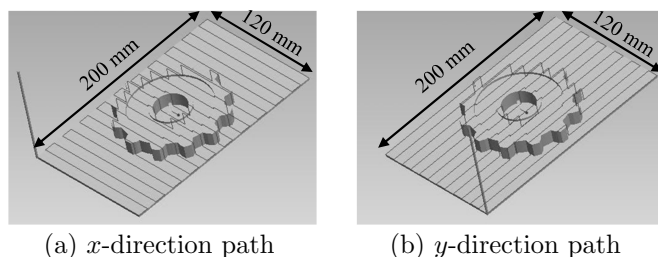 200 mm
120 mm
200 mm
120 mm
(a) x-direction path
(b) y-direction path